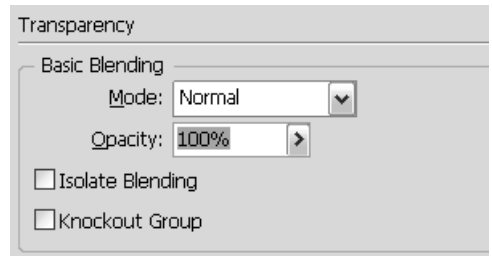 Transparency
Basic Blending
Mode: Normal
Opacity: 100%
Isolate Blending
Knockout Group